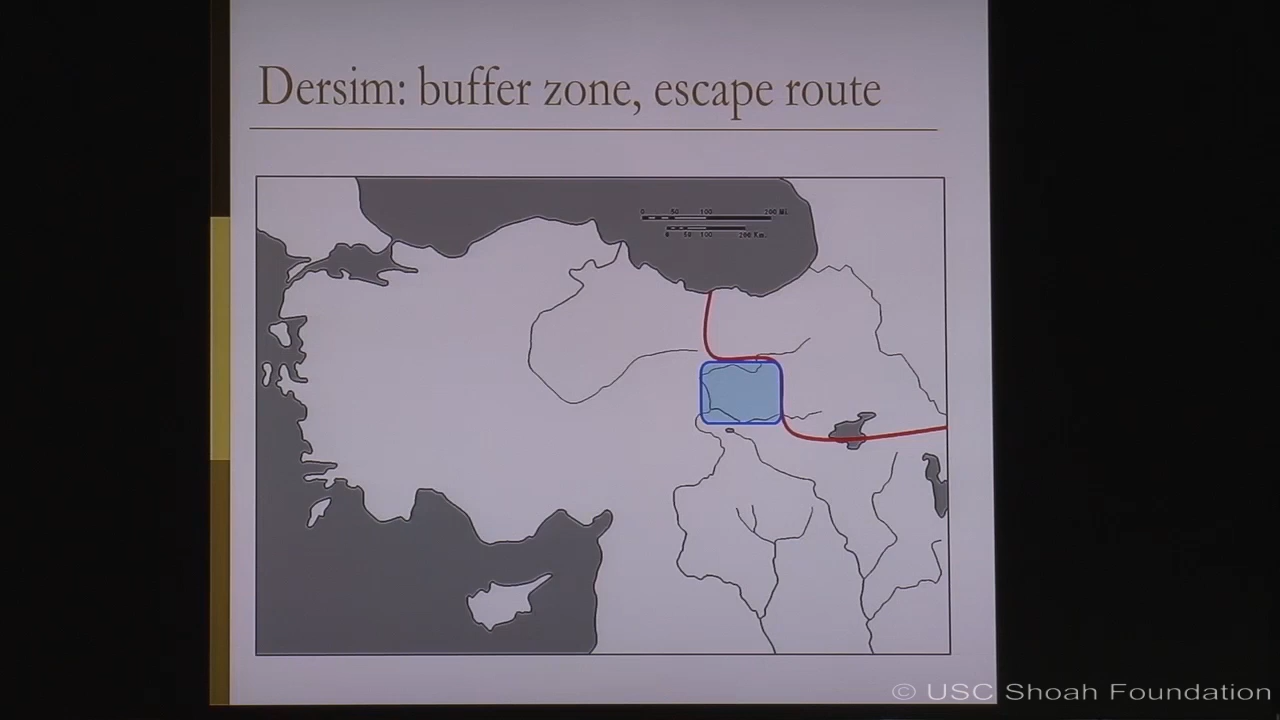 Dersim: buffer zone, escape route
0 50 100 200 Mi.
0 50 100 200 Km.
© USC Shoah Foundation